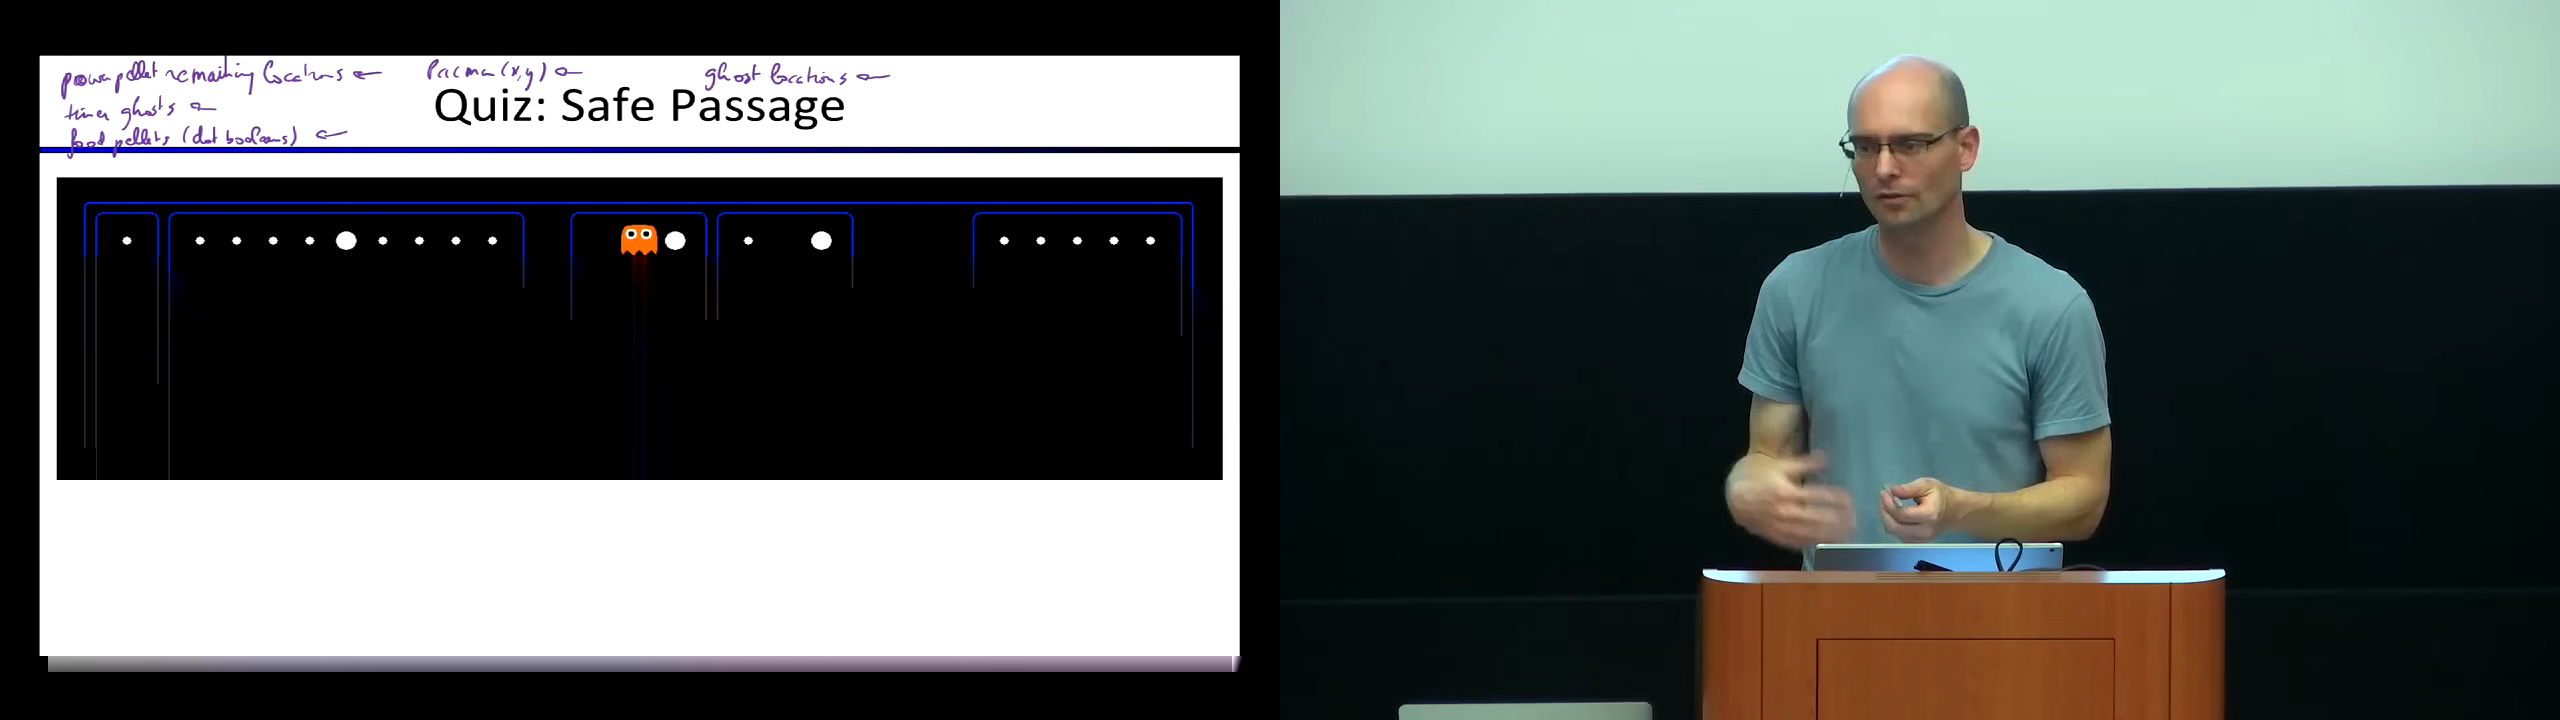 power pellet remaining locations
Pacman (x,y)
ghost locations
timer ghosts
food pellets (dot booleans)
Quiz: Safe Passage